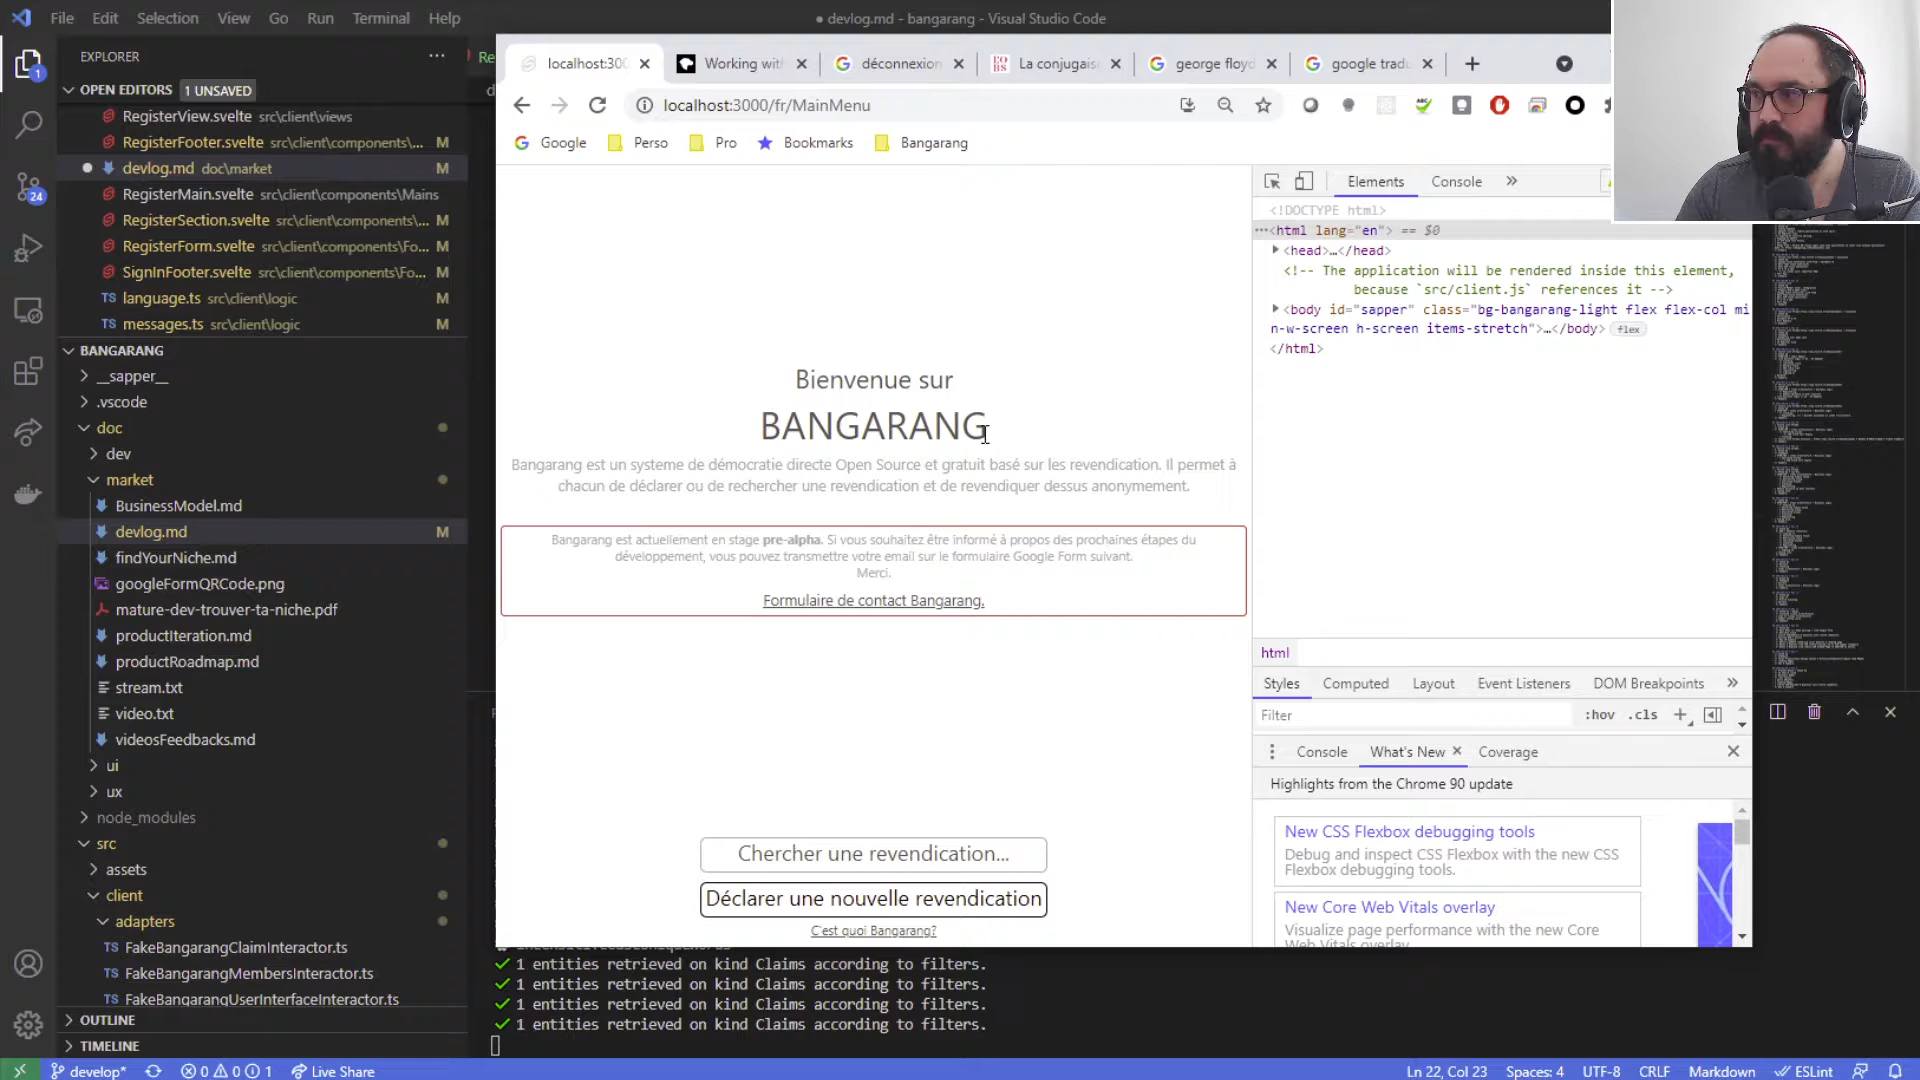 File Edit Selection View Go Run Terminal Help
● devlog.md - bangarang - Visual Studio Code
EXPLORER
OPEN EDITORS 1 UNSAVED
RegisterView.svelte src\client\views
RegisterFooter.svelte src\client\components\... M
devlog.md doc\market M
RegisterMain.svelte src\client\components\Mains
RegisterSection.svelte src\client\components\... M
RegisterForm.svelte src\client\components\Fo... M
SignInFooter.svelte src\client\components\Fo... M
TS language.ts src\client\logic M
TS messages.ts src\client\logic M
BANGARANG
__sapper__
.vscode
doc
dev
market
BusinessModel.md
devlog.md M
findYourNiche.md
googleFormQRCode.png
mature-dev-trouver-ta-niche.pdf
productIteration.md
productRoadmap.md
stream.txt
video.txt
videosFeedbacks.md
ui
ux
node_modules
src
assets
client
adapters
TS FakeBangarangClaimInteractor.ts
TS FakeBangarangMembersInteractor.ts
TS FakeBangarangUserInterfaceInteractor.ts
OUTLINE
TIMELINE
1
24
Re
localhost:300
Working wit
déconnexion
La conjugais
george floyd
google tradu
localhost:3000/fr/MainMenu
Google Perso Pro Bookmarks Bangarang
Bienvenue sur
BANGARANG
Bangarang est un systeme de démocratie directe Open Source et gratuit basé sur les revendication. Il permet à
chacun de déclarer ou de rechercher une revendication et de revendiquer dessus anonymement.
Bangarang est actuellement en stage pre-alpha. Si vous souhaitez être informé à propos des prochaines étapes du
développement, vous pouvez transmettre votre email sur le formulaire Google Form suivant.
Merci.
Formulaire de contact Bangarang.
Chercher une revendication...
Déclarer une nouvelle revendication
C'est quoi Bangarang?
Elements Console
<!DOCTYPE html>
<html lang="en"> == $0
<head>…</head>
<!-- The application will be rendered inside this element,
because `src/client.js` references it -->
<body id="sapper" class="bg-bangarang-light flex flex-col mi
n-w-screen h-screen items-stretch">…</body> flex
</html>
html
Styles Computed Layout Event Listeners DOM Breakpoints
Filter :hov .cls
Console What's New Coverage
Highlights from the Chrome 90 update
New CSS Flexbox debugging tools
Debug and inspect CSS Flexbox with the new CSS
Flexbox debugging tools.
New Core Web Vitals overlay
Visualize page performance with the new Core
Web Vitals overlay
1 entities retrieved on kind Claims according to filters.
1 entities retrieved on kind Claims according to filters.
1 entities retrieved on kind Claims according to filters.
1 entities retrieved on kind Claims according to filters.
develop* 0 0 1 Live Share
Ln 22, Col 23 Spaces: 4 UTF-8 CRLF Markdown ESLint